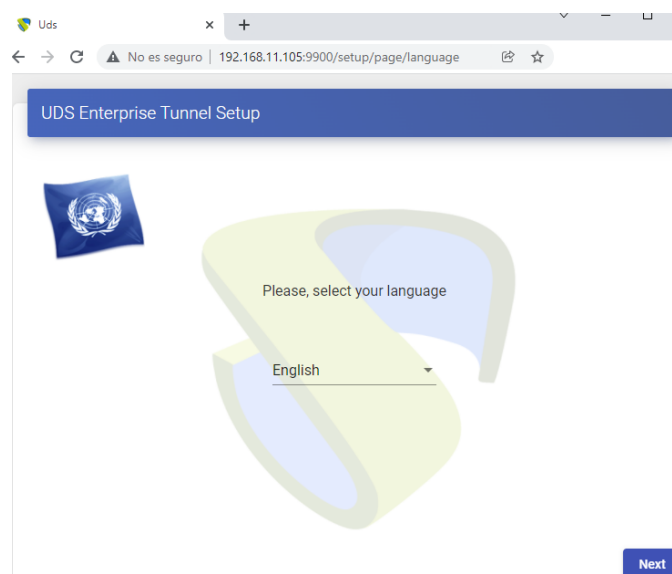 Uds
No es seguro | 192.168.11.105:9900/setup/page/language
UDS Enterprise Tunnel Setup
Please, select your language
English
Next